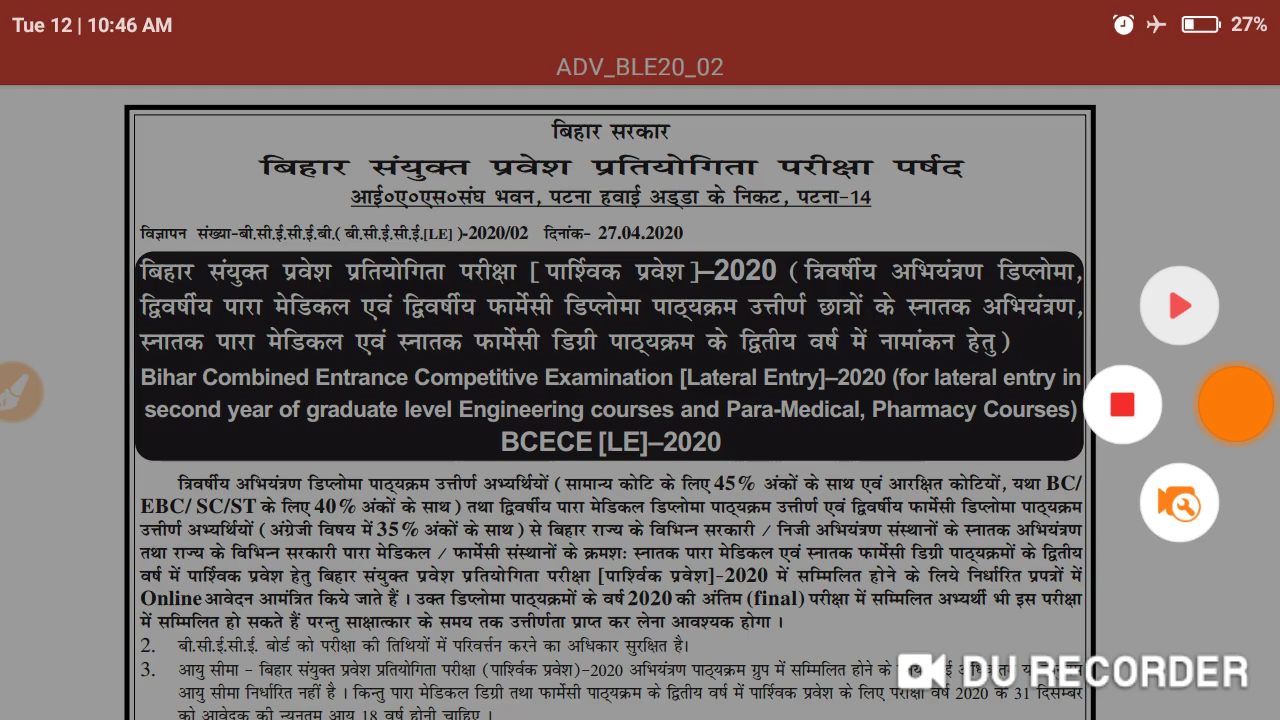 Tue 12 | 10:46 AM
27%
ADV_BLE20_02
बिहार सरकार
बिहार संयुक्त प्रवेश प्रतियोगिता परीक्षा पर्षद
आई०ए०एस०संघ भवन, पटना हवाई अड्डा के निकट, पटना-14
विज्ञापन संख्या-बी.सी.ई.सी.ई.बी.( बी.सी.ई.सी.ई.[LE] )-2020/02 दिनांक- 27.04.2020
बिहार संयुक्त प्रवेश प्रतियोगिता परीक्षा [ पार्श्विक प्रवेश ]–2020 ( त्रिवर्षीय अभियंत्रण डिप्लोमा,
द्विवर्षीय पारा मेडिकल एवं द्विवर्षीय फार्मेसी डिप्लोमा पाठ्यक्रम उत्तीर्ण छात्रों के स्नातक अभियंत्रण,
स्नातक पारा मेडिकल एवं स्नातक फार्मेसी डिग्री पाठ्यक्रम के द्वितीय वर्ष में नामांकन हेतु )
Bihar Combined Entrance Competitive Examination [Lateral Entry]–2020 (for lateral entry in
second year of graduate level Engineering courses and Para-Medical, Pharmacy Courses)
BCECE [LE]–2020
त्रिवर्षीय अभियंत्रण डिप्लोमा पाठ्यक्रम उत्तीर्ण अभ्यर्थियों ( सामान्य कोटि के लिए 45% अंकों के साथ एवं आरक्षित कोटियों, यथा BC/
EBC/ SC/ST के लिए 40% अंकों के साथ ) तथा द्विवर्षीय पारा मेडिकल डिप्लोमा पाठ्यक्रम उत्तीर्ण एवं द्विवर्षीय फार्मेसी डिप्लोमा पाठ्यक्रम
उत्तीर्ण अभ्यर्थियों ( अंग्रेजी विषय में 35% अंकों के साथ ) से बिहार राज्य के विभिन्न सरकारी / निजी अभियंत्रण संस्थानों के स्नातक अभियंत्रण
तथा राज्य के विभिन्न सरकारी पारा मेडिकल / फार्मेसी संस्थानों के क्रमशः स्नातक पारा मेडिकल एवं स्नातक फार्मेसी डिग्री पाठ्यक्रमों के द्वितीय
वर्ष में पार्श्विक प्रवेश हेतु बिहार संयुक्त प्रवेश प्रतियोगिता परीक्षा [पार्श्विक प्रवेश]-2020 में सम्मिलित होने के लिये निर्धारित प्रपत्रों में
Online आवेदन आमंत्रित किये जाते हैं । उक्त डिप्लोमा पाठ्यक्रमों के वर्ष 2020 की अंतिम (final) परीक्षा में सम्मिलित अभ्यर्थी भी इस परीक्षा
में सम्मिलित हो सकते हैं परन्तु साक्षात्कार के समय तक उत्तीर्णता प्राप्त कर लेना आवश्यक होगा ।
2. बी.सी.ई.सी.ई. बोर्ड को परीक्षा की तिथियों में परिवर्त्तन करने का अधिकार सुरक्षित है।
3. आयु सीमा - बिहार संयुक्त प्रवेश प्रतियोगिता परीक्षा (पार्श्विक प्रवेश)-2020 अभियंत्रण पाठ्यक्रम ग्रुप में सम्मिलित होने के
आयु सीमा निर्धारित नहीं है । किन्तु पारा मेडिकल डिग्री तथा फार्मेसी पाठ्यक्रम के द्वितीय वर्ष में पार्श्विक प्रवेश के लिए परीक्षा वर्ष 2020 के 31 दिसम्बर
को आवेदक की न्यूनतम आयु 18 वर्ष होनी चाहिए ।
DU RECORDER